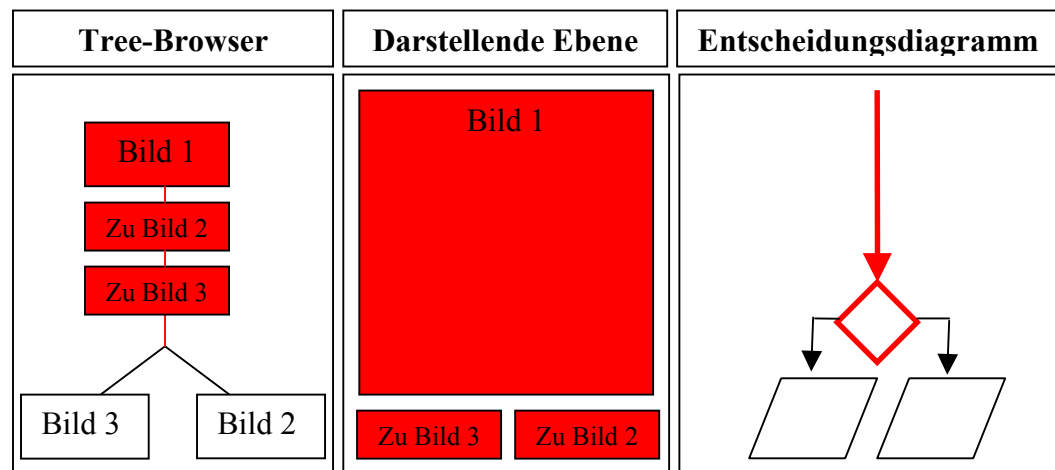 Tree-Browser
Darstellende Ebene
Entscheidungsdiagramm
Bild 1
Zu Bild 2
Zu Bild 3
Bild 3
Bild 2
Bild 1
Zu Bild 3
Zu Bild 2